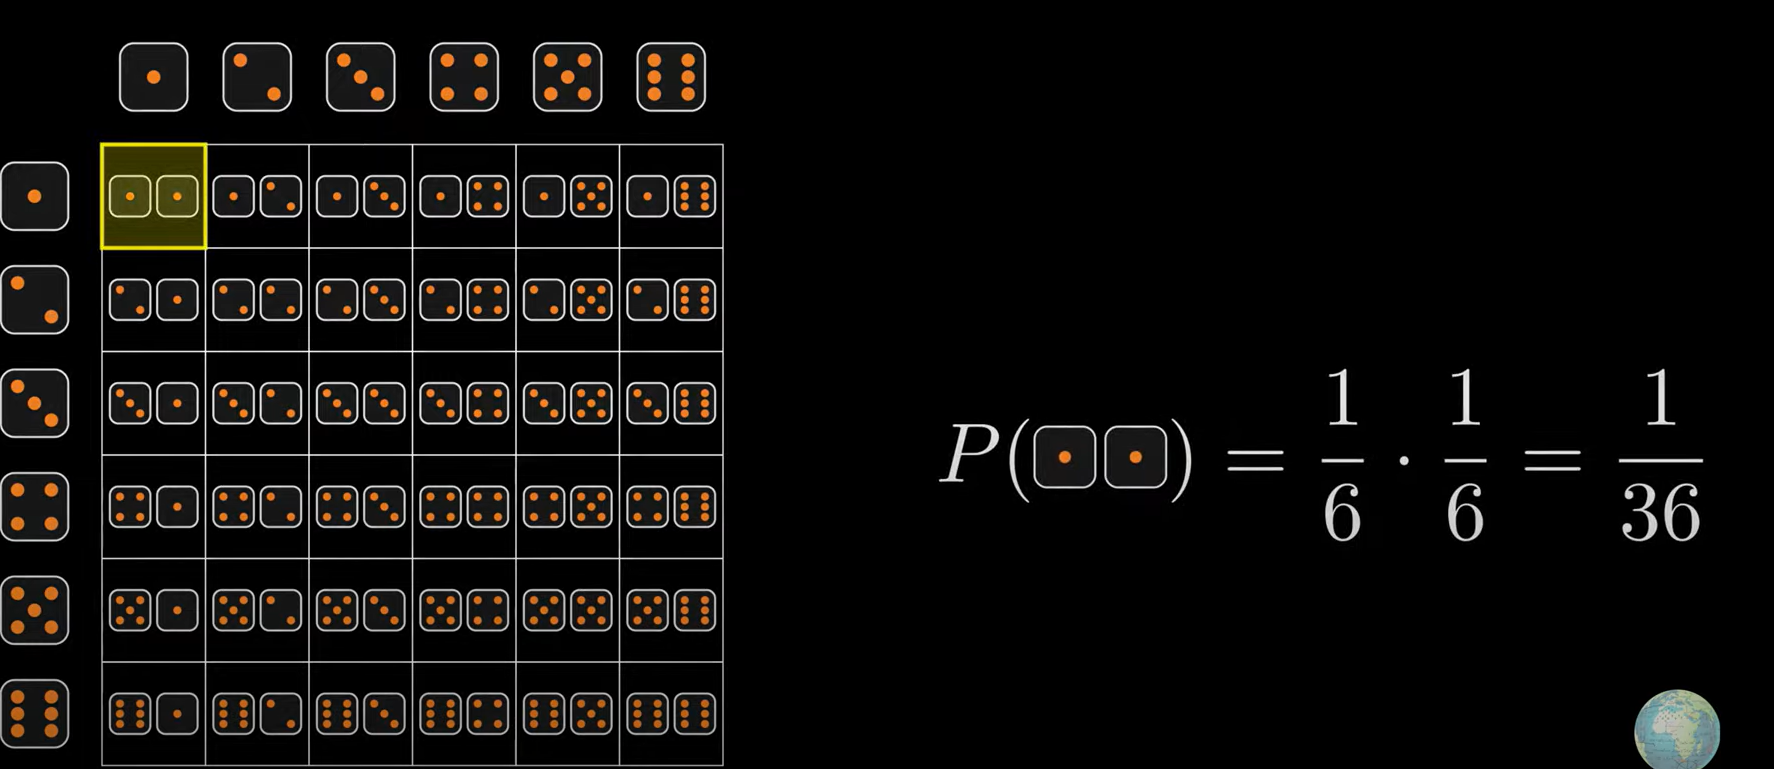 P(⚀⚀) = 1/6 · 1/6 = 1/36